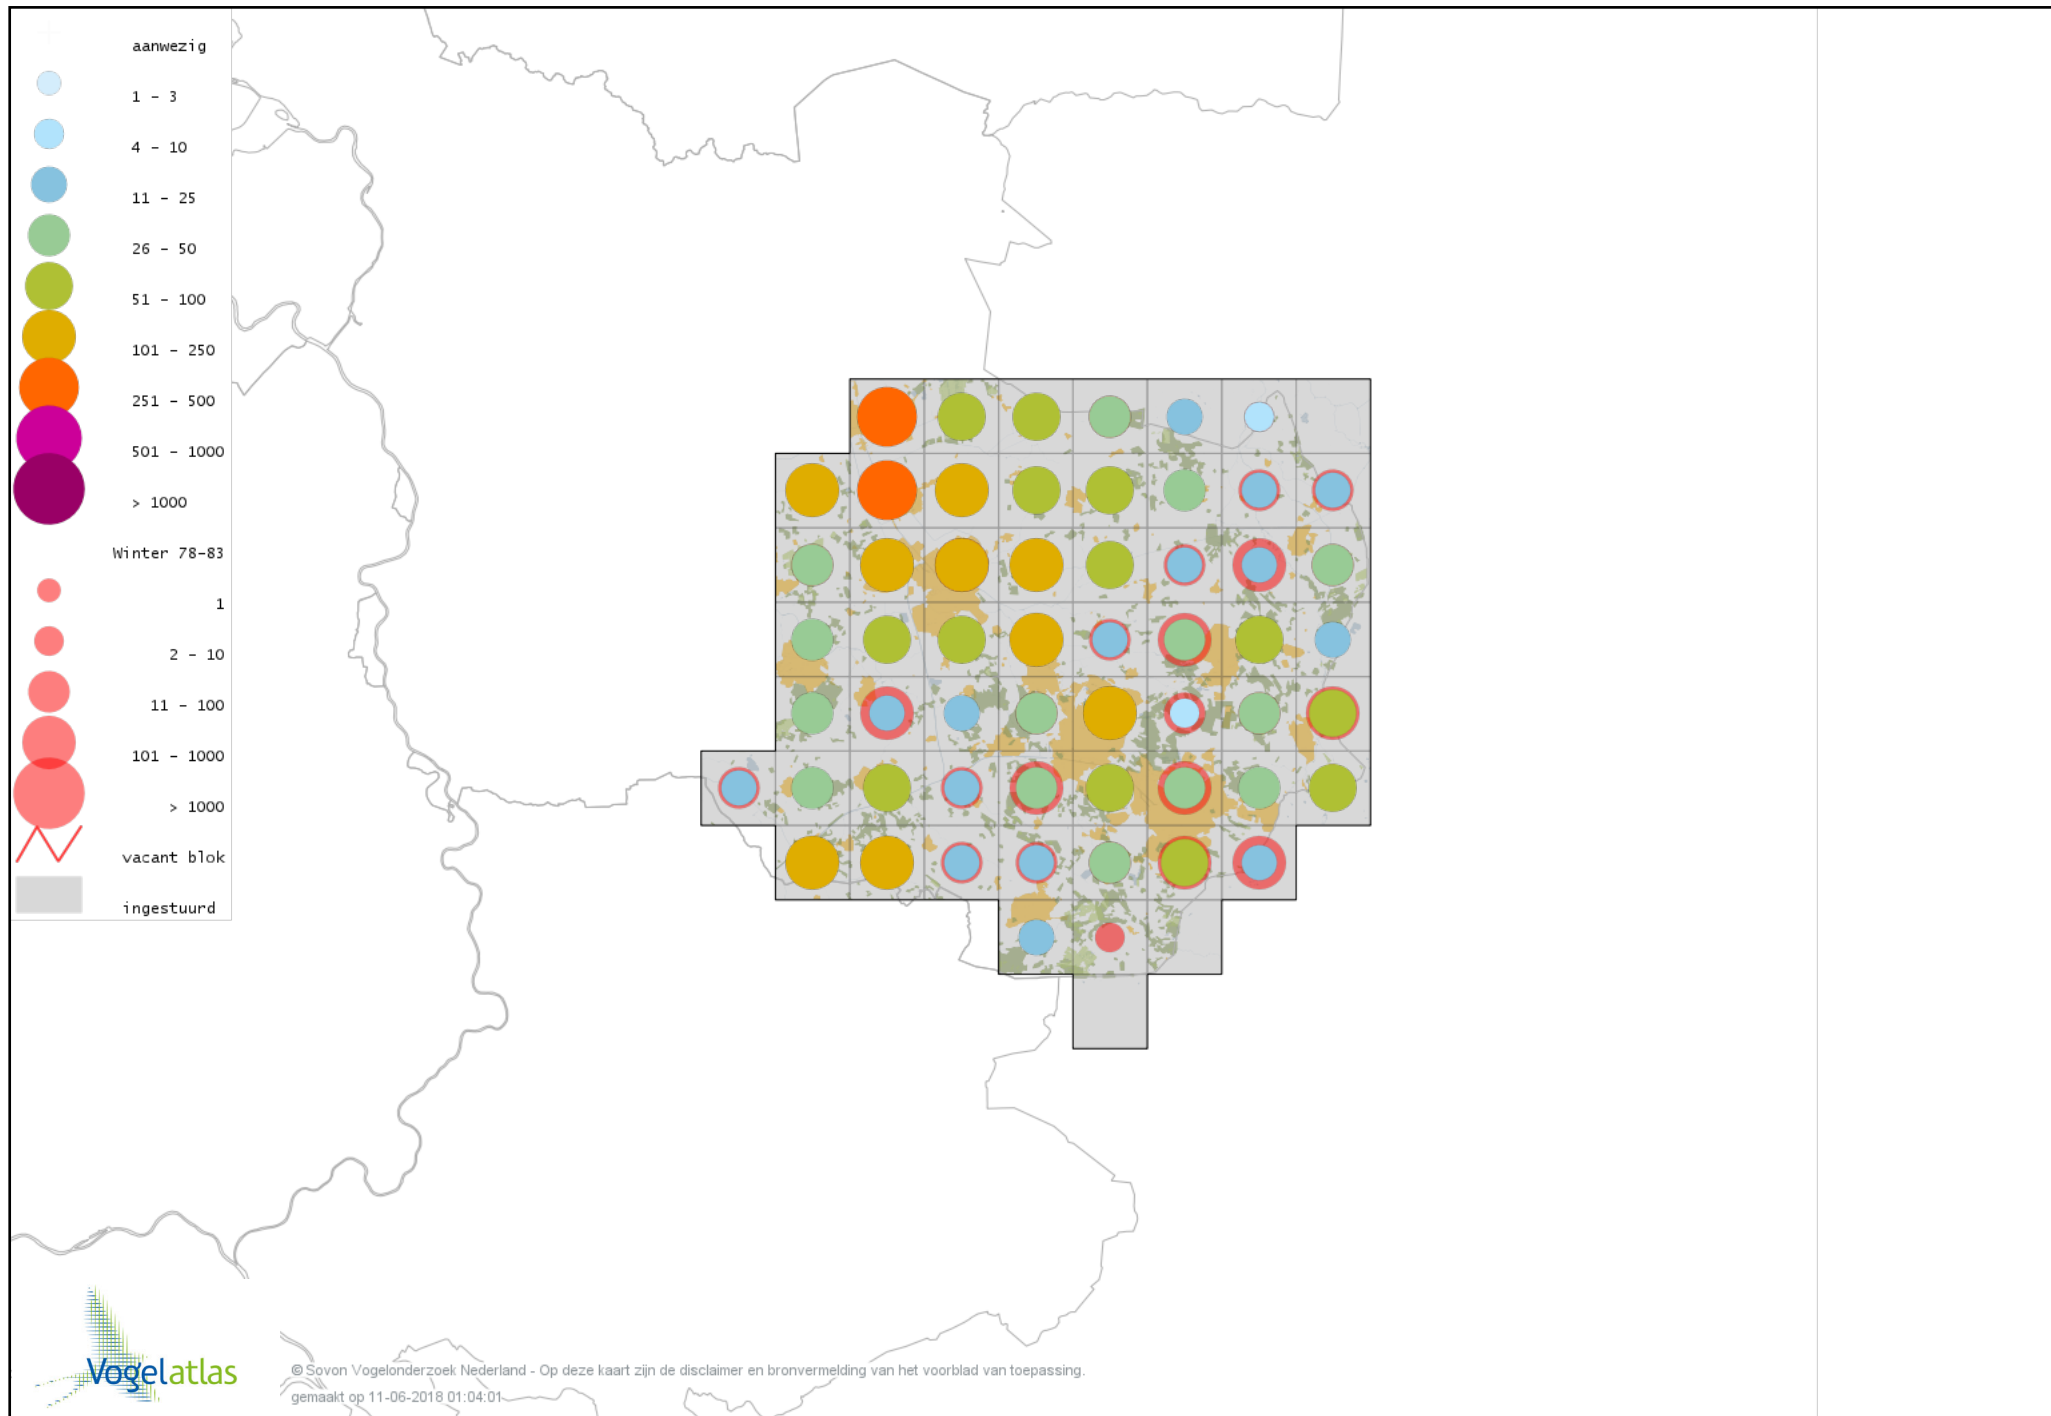 aanwezig
1 - 3
4 - 10
11 - 25
26 - 50
51 - 100
101 - 250
251 - 500
501 - 1000
> 1000
Winter 78-83
1
2 - 10
11 - 100
101 - 1000
> 1000
vacant blok
ingestuurd
Vogelatlas
© Sovon Vogelonderzoek Nederland - Op deze kaart zijn de disclaimer en bronvermelding van het voorblad van toepassing.
gemaakt op 11-06-2018 01:04:01